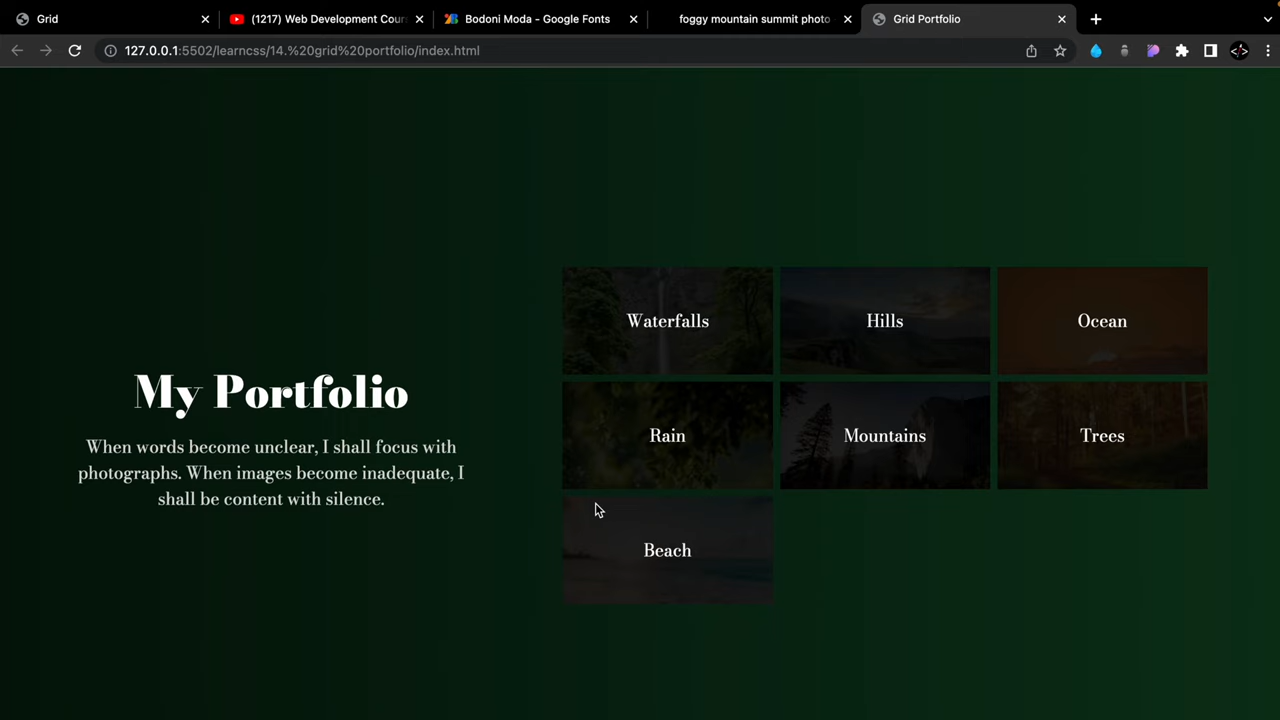 Grid
(1217) Web Development Cour
Bodoni Moda - Google Fonts
foggy mountain summit photo
Grid Portfolio
127.0.0.1:5502/learncss/14.%20grid%20portfolio/index.html
My Portfolio
When words become unclear, I shall focus with
photographs. When images become inadequate, I
shall be content with silence.
Waterfalls
Hills
Ocean
Rain
Mountains
Trees
Beach